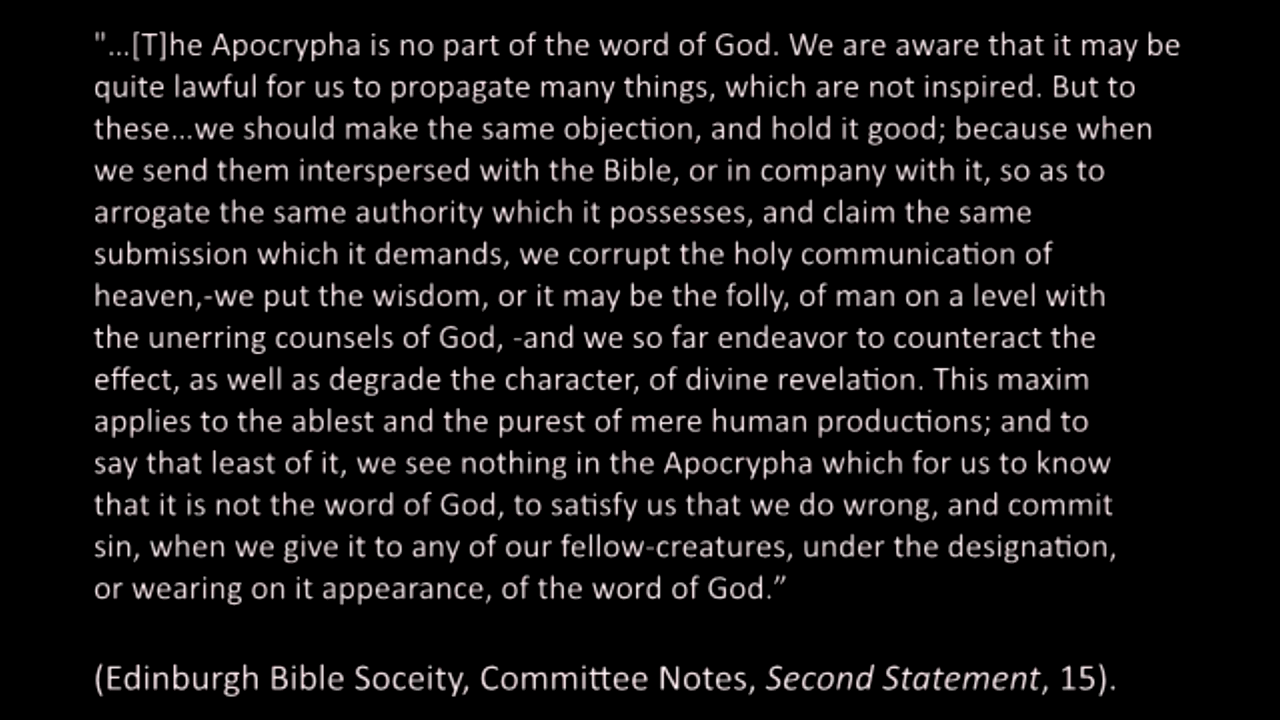 "...[T]he Apocrypha is no part of the word of God. We are aware that it may be
quite lawful for us to propagate many things, which are not inspired. But to
these...we should make the same objection, and hold it good; because when
we send them interspersed with the Bible, or in company with it, so as to
arrogate the same authority which it possesses, and claim the same
submission which it demands, we corrupt the holy communication of
heaven,-we put the wisdom, or it may be the folly, of man on a level with
the unerring counsels of God, -and we so far endeavor to counteract the
effect, as well as degrade the character, of divine revelation. This maxim
applies to the ablest and the purest of mere human productions; and to
say that least of it, we see nothing in the Apocrypha which for us to know
that it is not the word of God, to satisfy us that we do wrong, and commit
sin, when we give it to any of our fellow-creatures, under the designation,
or wearing on it appearance, of the word of God.”
(Edinburgh Bible Soceity, Committee Notes, Second Statement, 15).